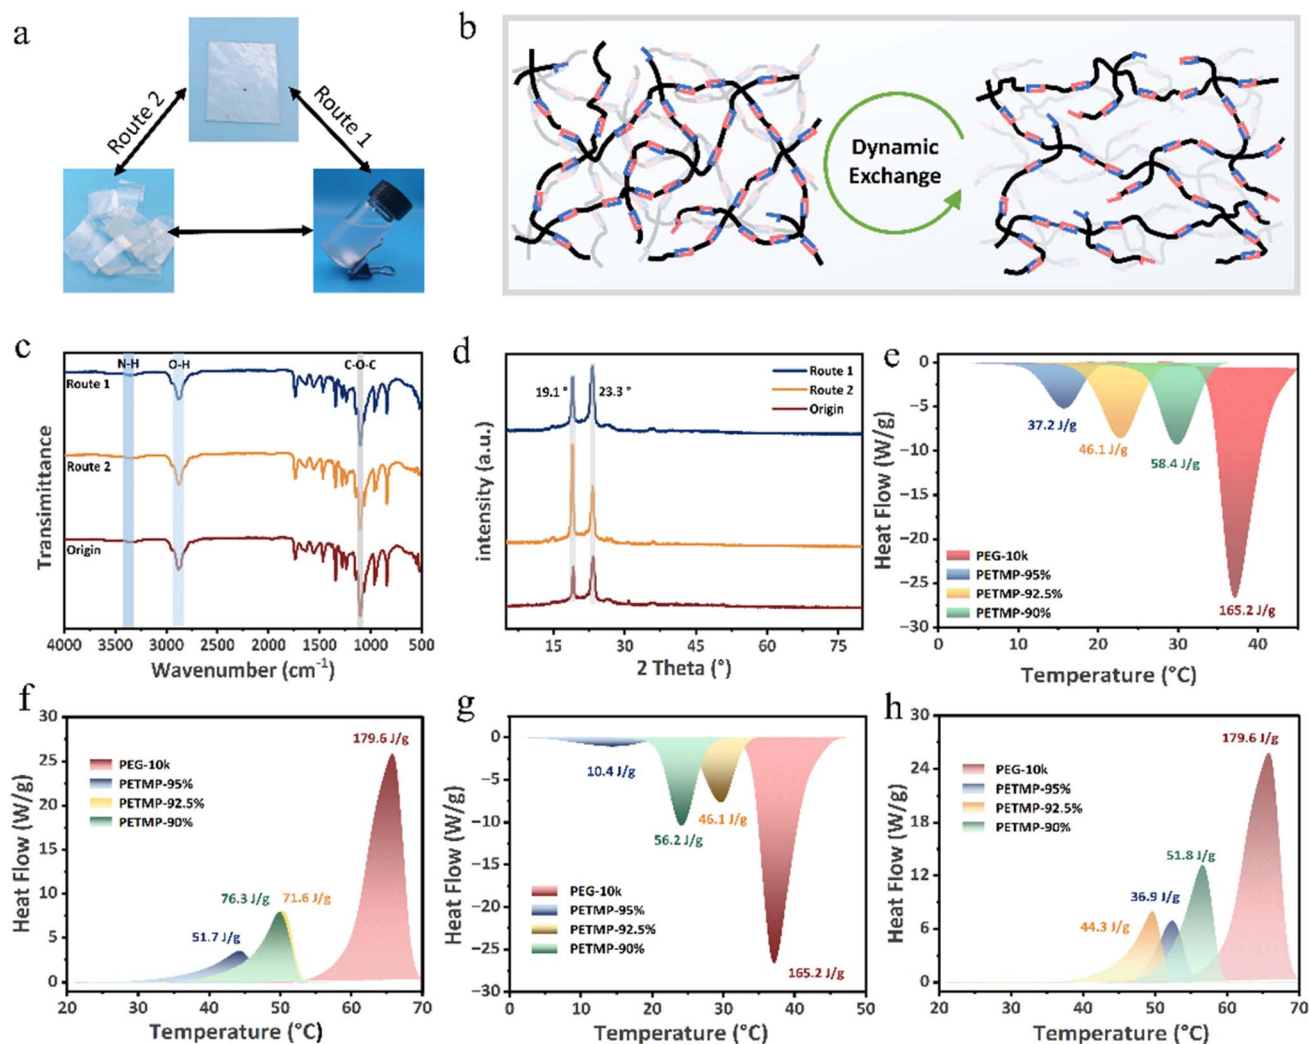 a
Route 2
Route 1
b
Dynamic
Exchange
c
N-H
O-H
C-O-C
Route 1
Route 2
Origin
Transimittance
4000 3500 3000 2500 2000 1500 1000 500
Wavenumber (cm⁻¹)
d
19.1 °
23.3 °
Route 1
Route 2
Origin
intensity (a.u.)
15 30 45 60 75
2 Theta (°)
e
0
−5
−10
−15
−20
−25
−30
Heat Flow (W/g)
37.2 J/g
46.1 J/g
58.4 J/g
165.2 J/g
PEG-10k
PETMP-95%
PETMP-92.5%
PETMP-90%
0 10 20 30 40
Temperature (°C)
f
30
25
20
15
10
5
0
Heat Flow (W/g)
179.6 J/g
PEG-10k
PETMP-95%
PETMP-92.5%
PETMP-90%
76.3 J/g
71.6 J/g
51.7 J/g
20 30 40 50 60 70
Temperature (°C)
g
0
−5
−10
−15
−20
−25
−30
Heat Flow (W/g)
10.4 J/g
56.2 J/g
46.1 J/g
165.2 J/g
PEG-10k
PETMP-95%
PETMP-92.5%
PETMP-90%
0 10 20 30 40 50
Temperature (°C)
h
30
24
18
12
6
0
Heat Flow (W/g)
179.6 J/g
PEG-10k
PETMP-95%
PETMP-92.5%
PETMP-90%
51.8 J/g
36.9 J/g
44.3 J/g
20 30 40 50 60 70
Temperature (°C)